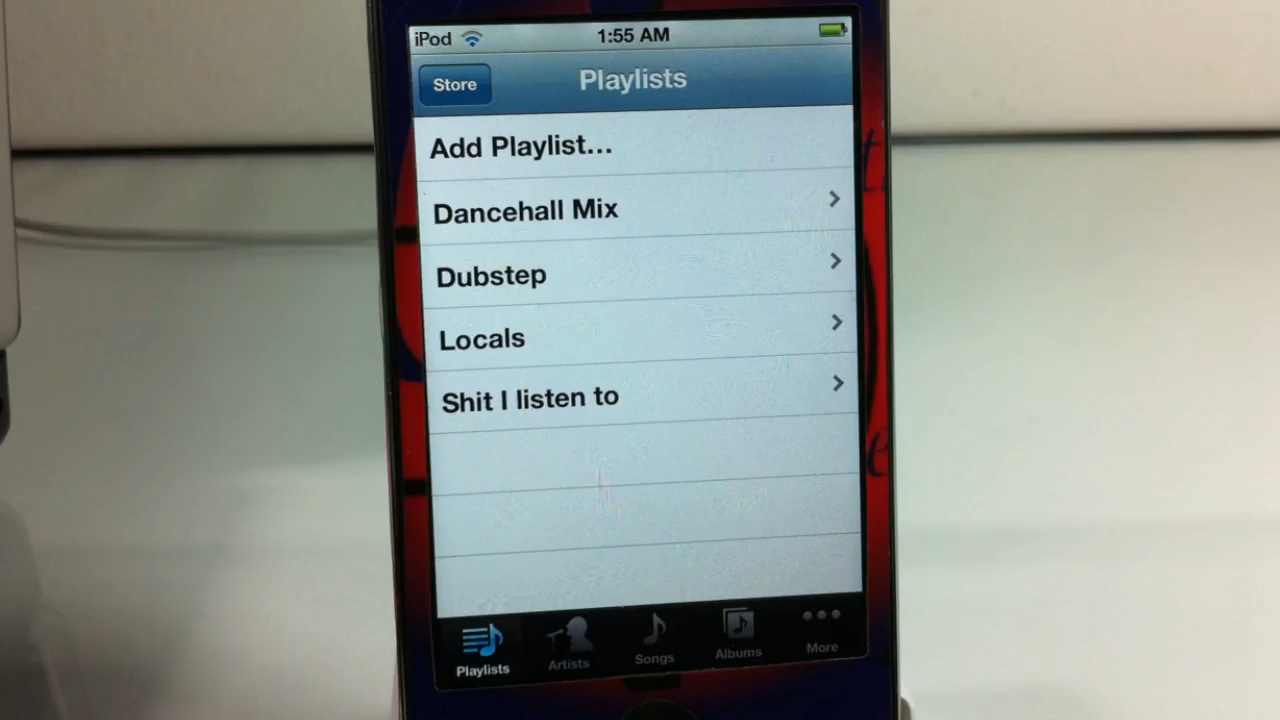 iPod 1:55 AM
Store Playlists
Add Playlist...
Dancehall Mix
Dubstep
Locals
Shit I listen to
Playlists Artists Songs Albums More